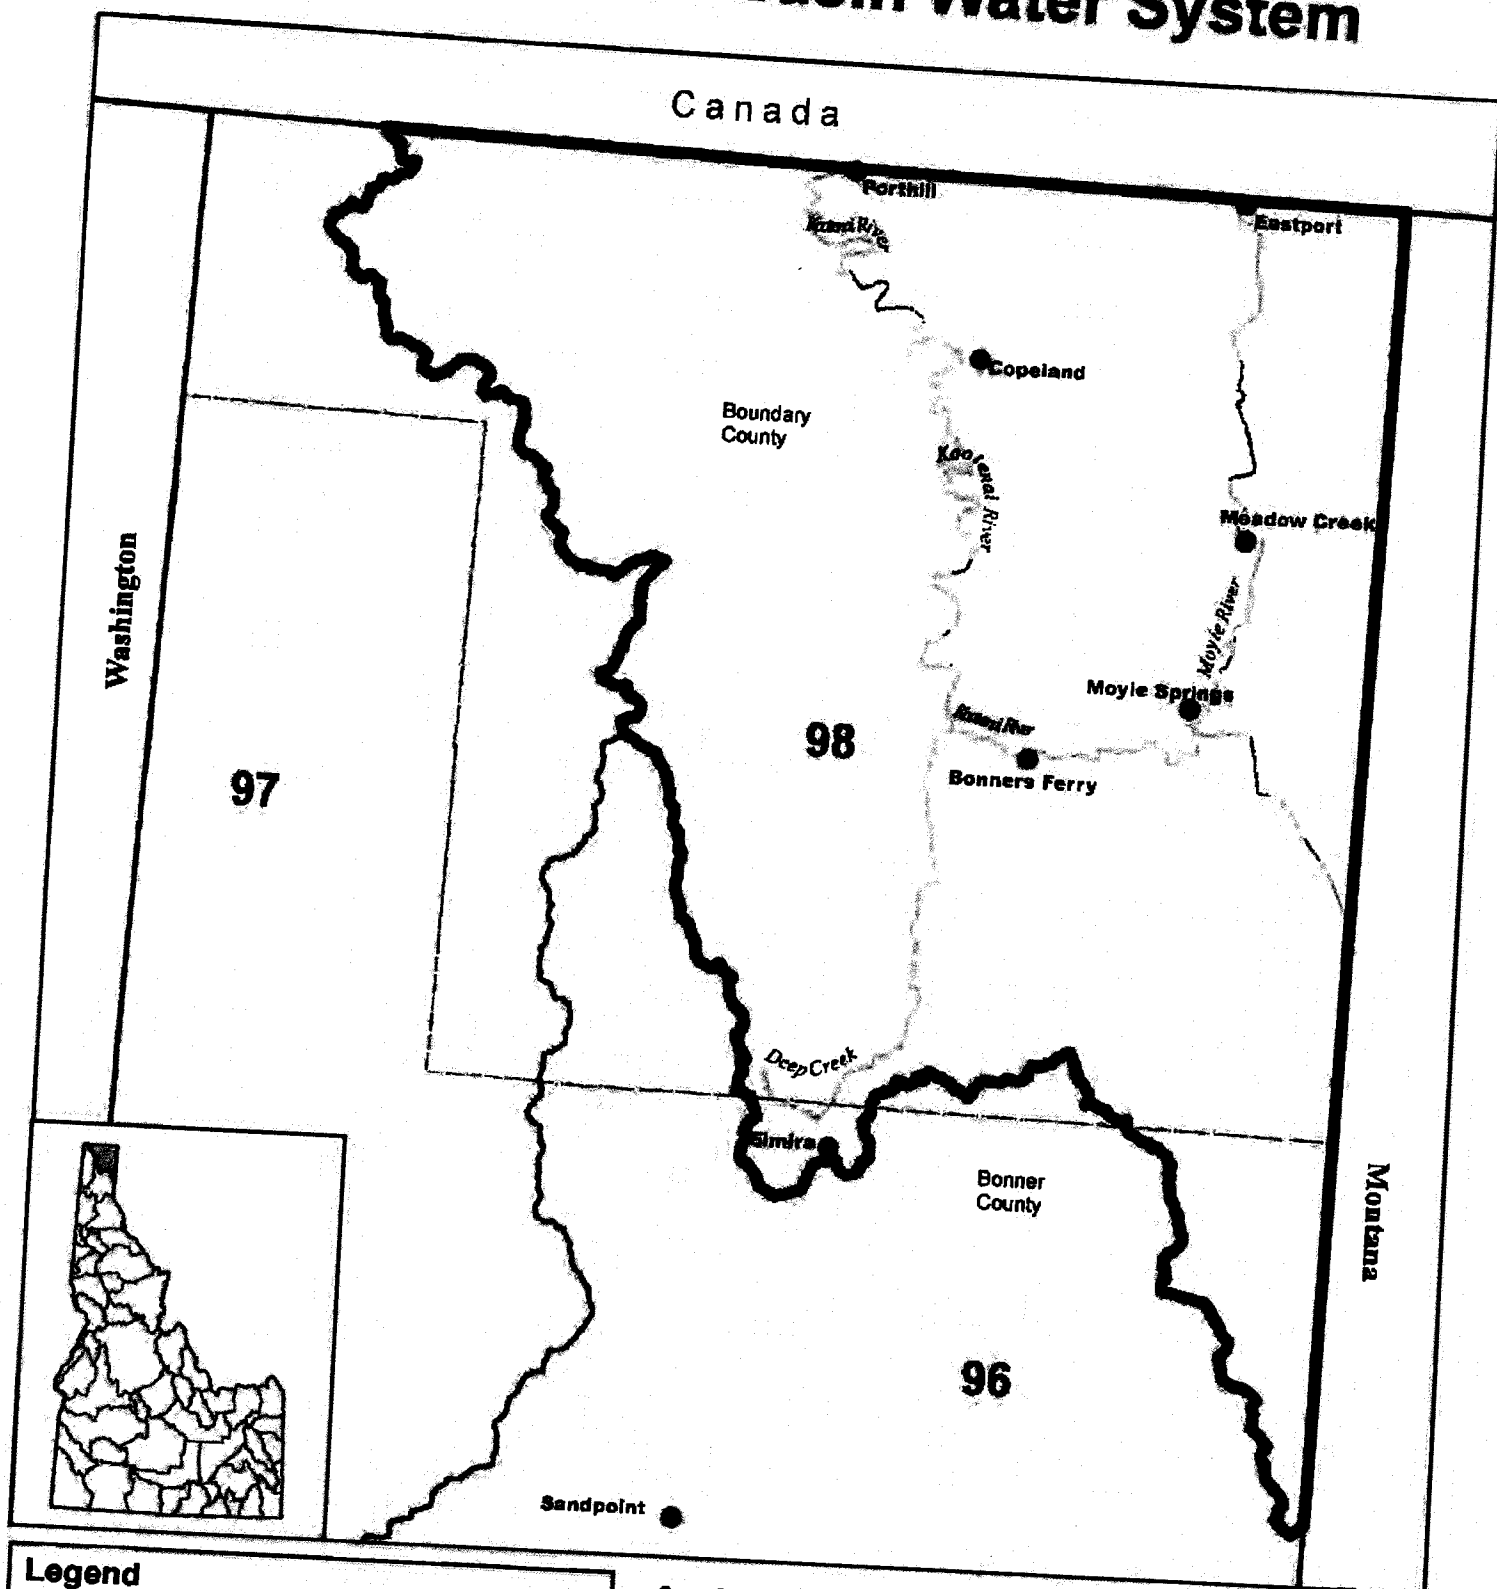 Water System
Canada
Porthill
Eastport
River
Copeland
Boundary
County
Kootenai River
Meadow Creek
Washington
Moyie River
Moyie Springs
98
97
Bonners Ferry
Deep Creek
Elmira
Bonner
County
Montana
96
Sandpoint
Legend